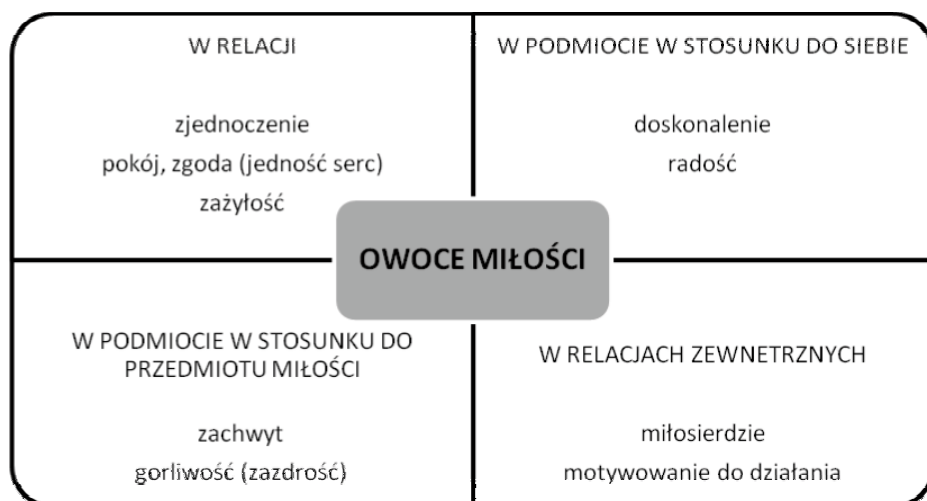 W RELACJI
zjednoczenie
pokój, zgoda (jedność serc)
zażyłość
W PODMIOCIE W STOSUNKU DO SIEBIE
doskonalenie
radość
OWOCE MIŁOŚCI
W PODMIOCIE W STOSUNKU DO
PRZEDMIOTU MIŁOŚCI
zachwyt
gorliwość (zazdrość)
W RELACJACH ZEWNETRZNYCH
miłosierdzie
motywowanie do działania